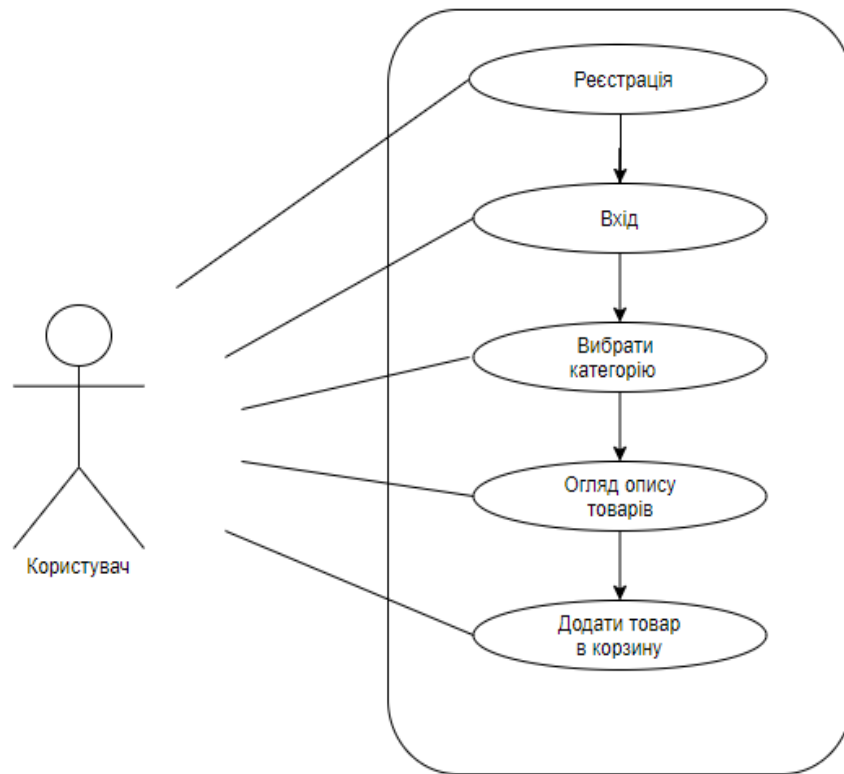 Реєстрація
Вхід
Вибрати
категорію
Огляд опису
товарів
Додати товар
в корзину
Користувач